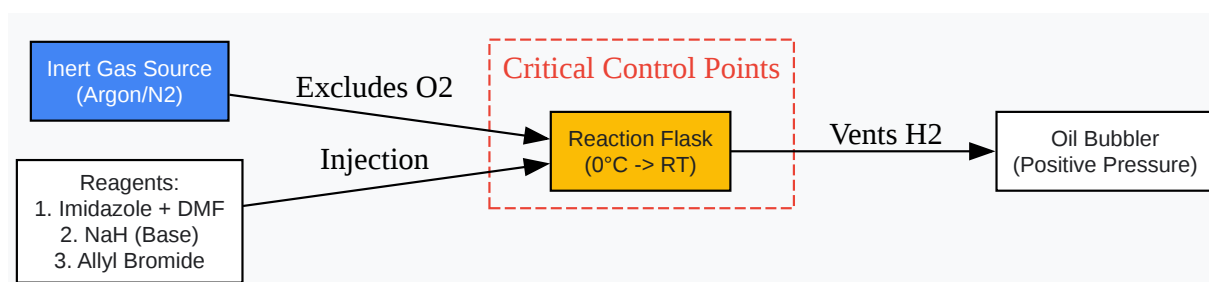 Inert Gas Source
(Argon/N2)
Excludes O2
Critical Control Points
Reaction Flask
(0°C -> RT)
Vents H2
Oil Bubbler
(Positive Pressure)
Injection
Reagents:
1. Imidazole + DMF
2. NaH (Base)
3. Allyl Bromide